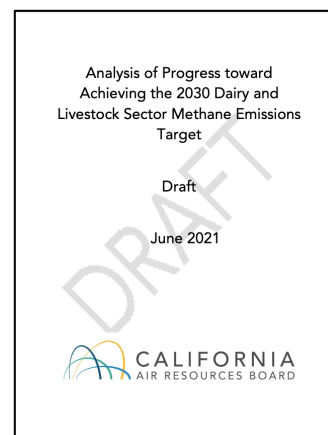 Analysis of Progress toward
Achieving the 2030 Dairy and
Livestock Sector Methane Emissions
Target
Draft
June 2021
DRAFT
CALIFORNIA
AIR RESOURCES BOARD